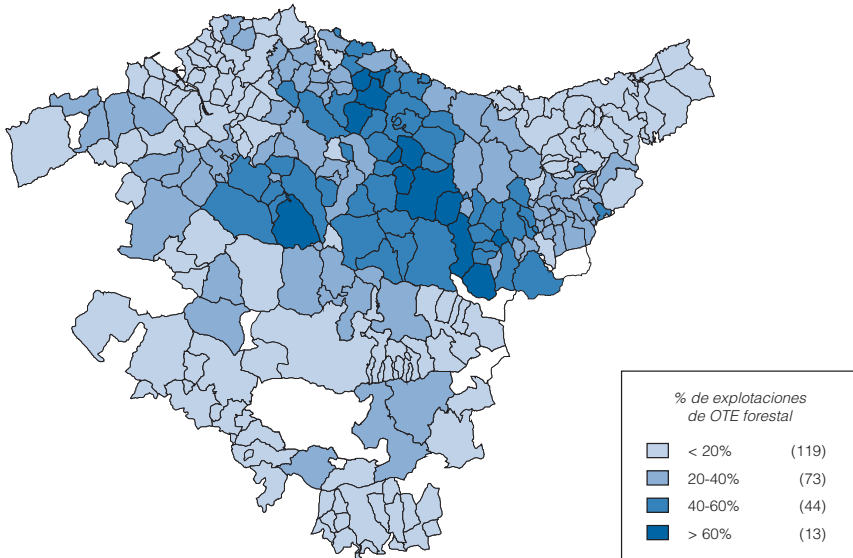 % de explotaciones
de OTE forestal
< 20% (119)
20-40% (73)
40-60% (44)
> 60% (13)